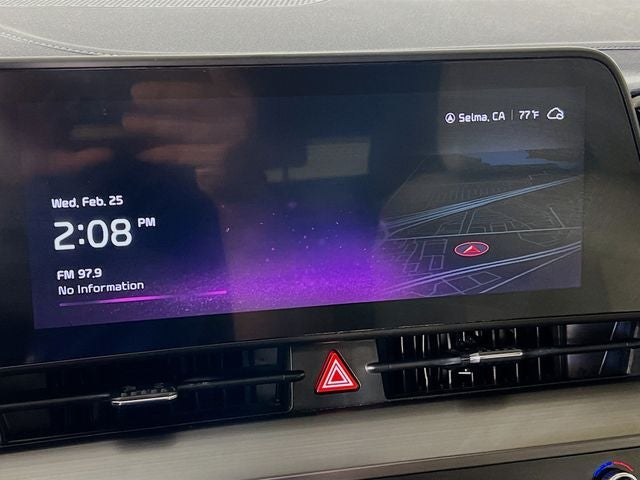 Selma, CA | 77°F
Wed, Feb. 25
2:08 PM
FM 97.9
No Information